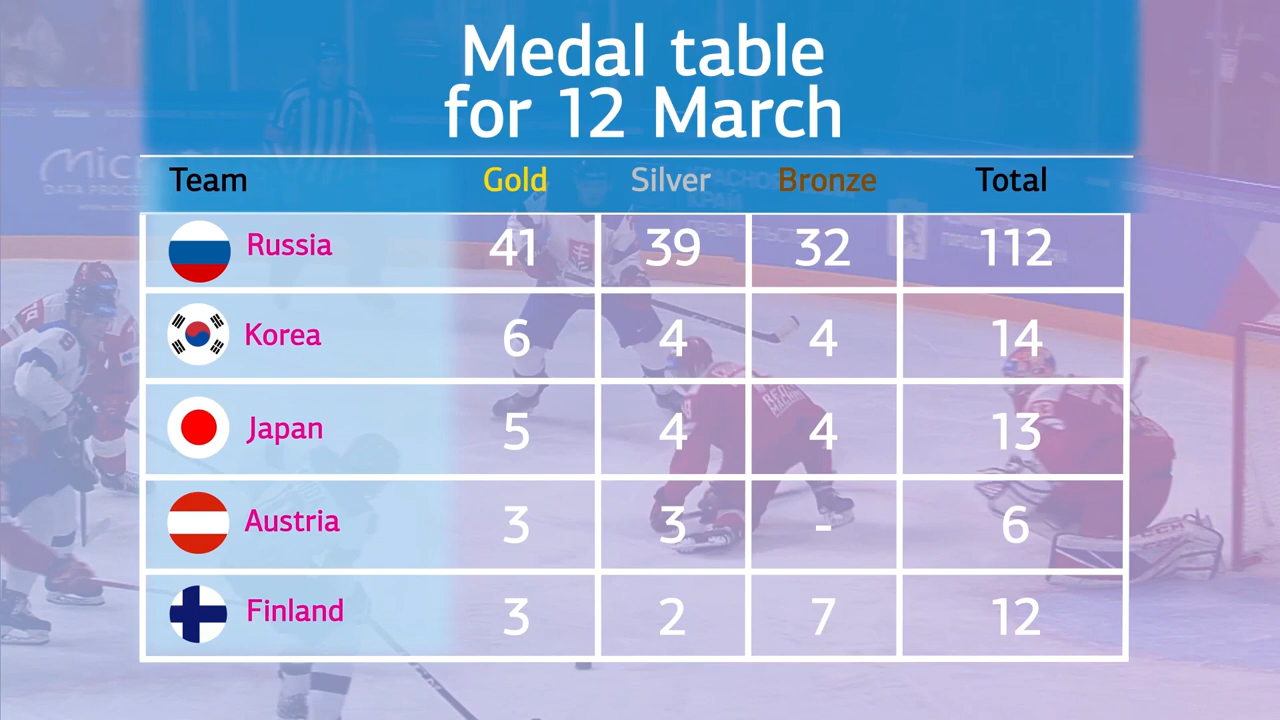 Medal table
for 12 March
Team Gold Silver Bronze Total
Russia 41 39 32 112
Korea 6 4 4 14
Japan 5 4 4 13
Austria 3 3 - 6
Finland 3 2 7 12